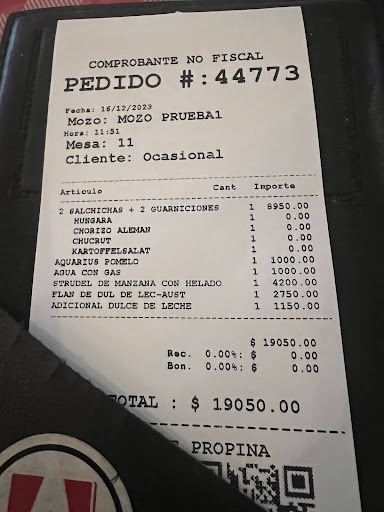 COMPROBANTE NO FISCAL
PEDIDO #:44773
Fecha: 16/12/2023
Mozo: MOZO PRUEBA1
Hora: 11:51
Mesa: 11
Cliente: Ocasional
Articulo Cant Importe
2 SALCHICHAS + 2 GUARNICIONES 1 8950.00
HUNGARA 1 0.00
CHORIZO ALEMAN 1 0.00
CHUCRUT 1 0.00
KARTOFFELSALAT 1 0.00
AQUARIUS POMELO 1 1000.00
AGUA CON GAS 1 1000.00
STRUDEL DE MANZANA CON HELADO 1 4200.00
FLAN DE DUL DE LEC-AUST 1 2750.00
ADICIONAL DULCE DE LECHE 1 1150.00
$ 19050.00
Rec. 0.00%: $ 0.00
Bon. 0.00%: $ 0.00
TOTAL : $ 19050.00
E PROPINA